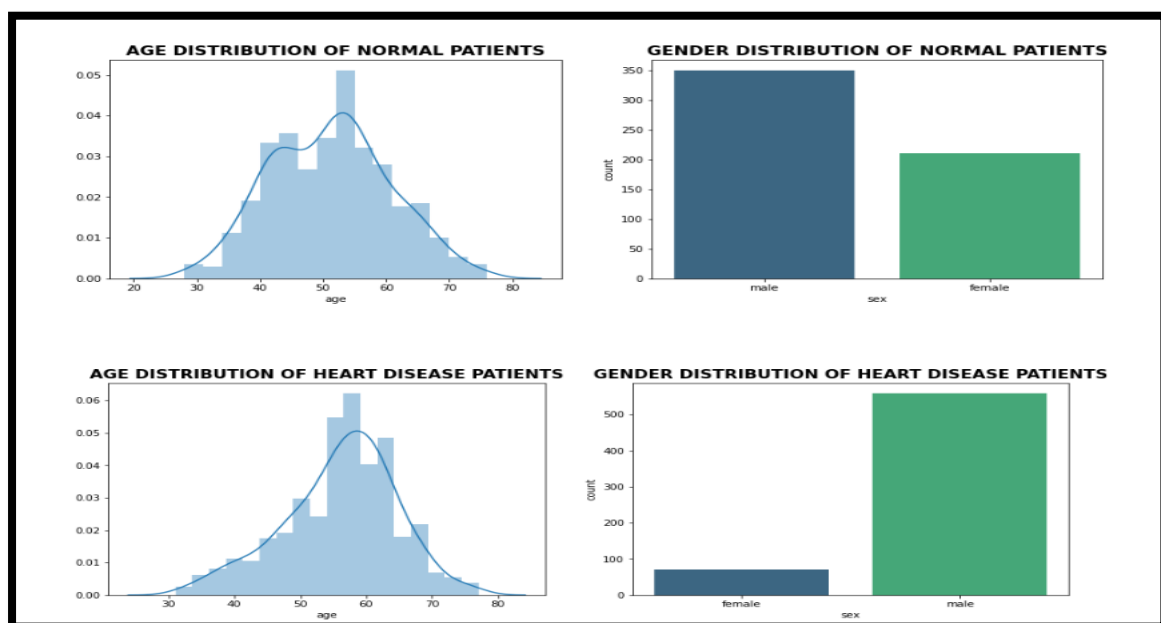 AGE DISTRIBUTION OF NORMAL PATIENTS
0.05
0.04
0.03
0.02
0.01
0.00
20 30 40 50 60 70 80
age
GENDER DISTRIBUTION OF NORMAL PATIENTS
350
300
250
200
150
100
50
0
count
male female
sex
AGE DISTRIBUTION OF HEART DISEASE PATIENTS
0.06
0.05
0.04
0.03
0.02
0.01
0.00
30 40 50 60 70 80
age
GENDER DISTRIBUTION OF HEART DISEASE PATIENTS
500
400
300
200
100
0
count
female male
sex